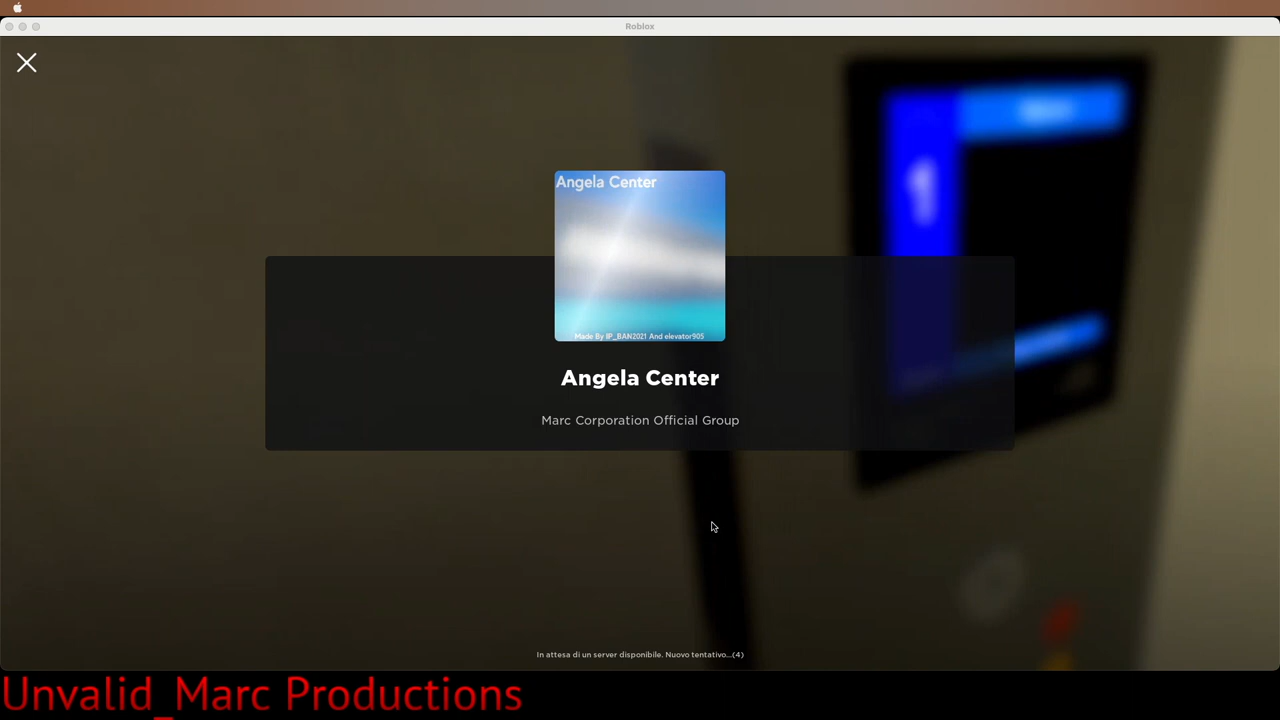 Roblox
Angela Center
Made By IP_BAN2021 And elevator905
Angela Center
Marc Corporation Official Group
In attesa di un server disponibile. Nuovo tentativo...(4)
Unvalid_Marc Productions